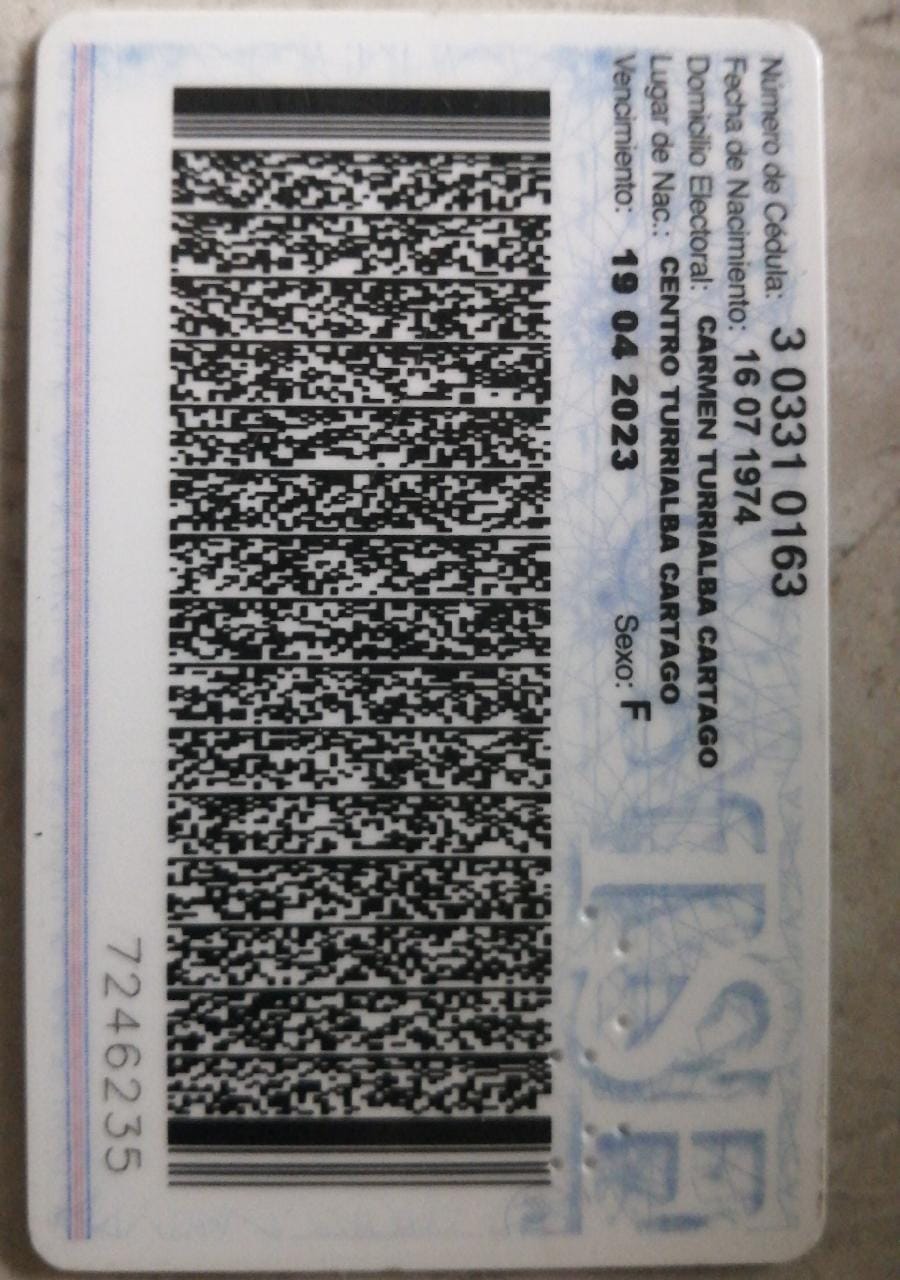 Número de Cédula: 3 0331 0163
Fecha de Nacimiento: 16 07 1974
Domicilio Electoral: CARMEN TURRIALBA CARTAGO
Lugar de Nac.: CENTRO TURRIALBA CARTAGO
Vencimiento: 19 04 2023 Sexo: F
TSE
7246235